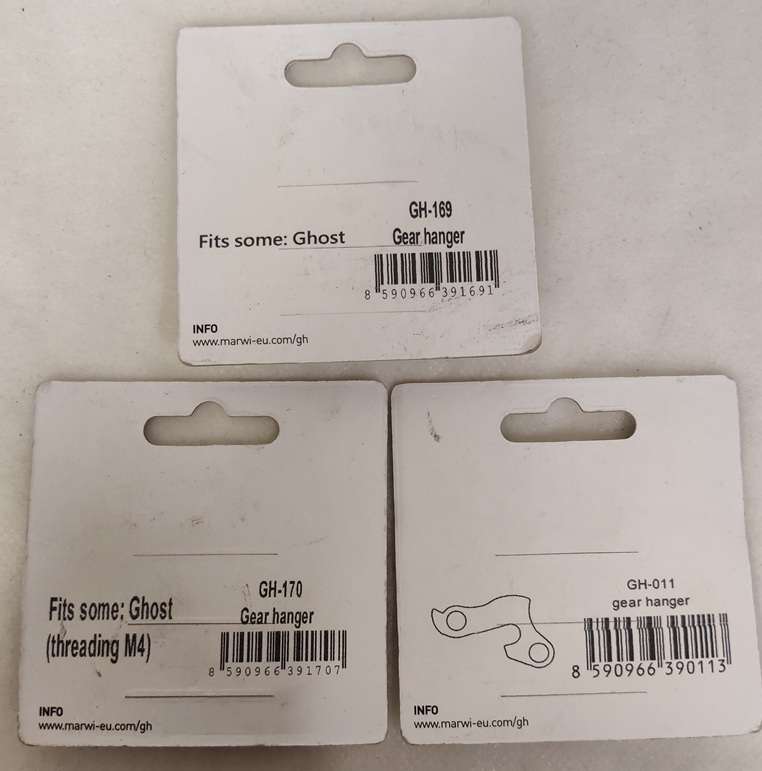 GH-169
Fits some: Ghost
Gear hanger
8 590966 391691
INFO
www.marwi-eu.com/gh
GH-170
Fits some: Ghost
Gear hanger
(threading M4)
8 590966 391707
INFO
www.marwi-eu.com/gh
GH-011
gear hanger
8 590966 390113
INFO
www.marwi-eu.com/gh